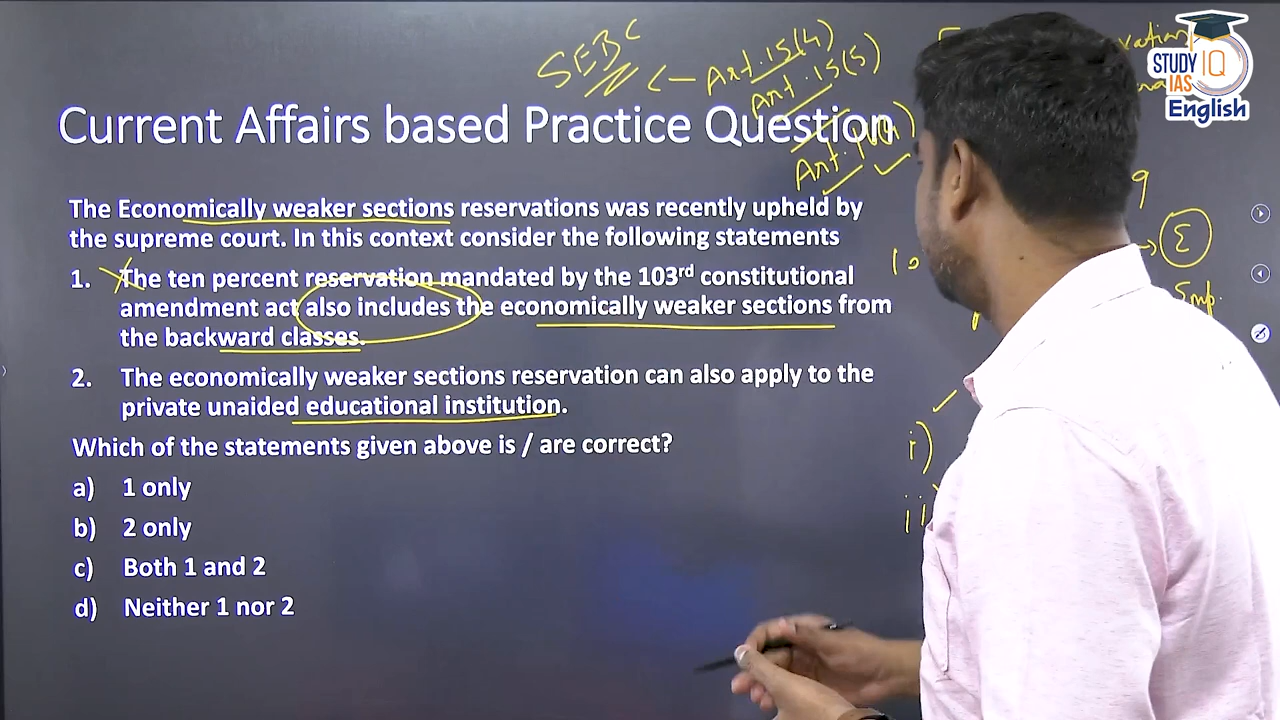 SEBC
Art. 15(4)
Art. 15(5)
Art. 16(4)
STUDY IQ
IAS
English
Current Affairs based Practice Question
9
The Economically weaker sections reservations was recently upheld by
the supreme court. In this context consider the following statements
Σ
10
1. The ten percent reservation mandated by the 103rd constitutional
amendment act also includes the economically weaker sections from
the backward classes.
2. The economically weaker sections reservation can also apply to the
private unaided educational institution.
i)
ii
Which of the statements given above is / are correct?
a) 1 only
b) 2 only
c) Both 1 and 2
d) Neither 1 nor 2